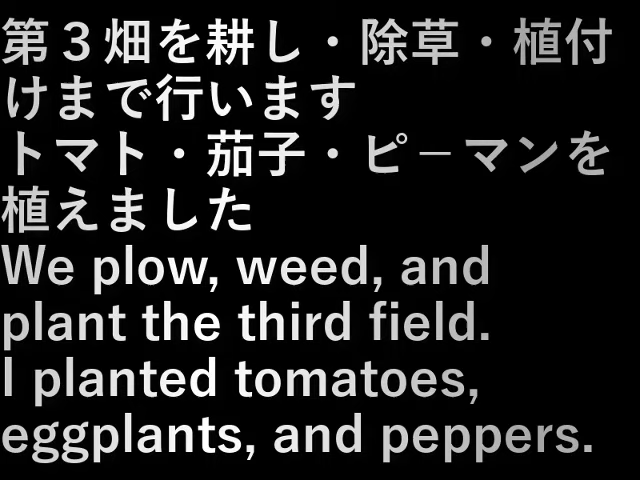 第３畑を耕し・除草・植付
けまで行います
トマト・茄子・ピ－マンを
植えました
We plow, weed, and
plant the third field.
I planted tomatoes,
eggplants, and peppers.